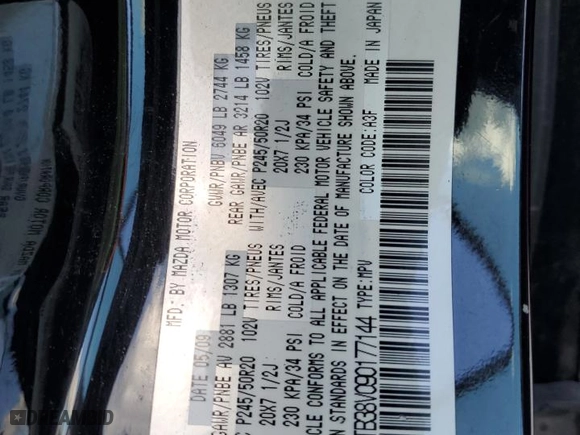 MFD. BY MAZDA MOTOR CORPORATION
DATE 05/09 GVWR/PNBV 6049 LB 2744 KG
GAWR/PNBE AV 2881 LB 1307 KG REAR GAWR/PNBE AR 3214 LB 1458 KG
P245/50R20 102V TIRES/PNEUS WITH/AVEC P245/50R20 102V TIRES/PNEUS
20X7 1/2J RIMS/JANTES 20X7 1/2J RIMS/JANTES
230 KPA/34 PSI COLD/A FROID 230 KPA/34 PSI COLD/A FROID
CONFORMS TO ALL APPLICABLE FEDERAL MOTOR VEHICLE SAFETY AND THEFT
STANDARDS IN EFFECT ON THE DATE OF MANUFACTURE SHOWN ABOVE.
TB38V090177144 TYPE:MPV COLOR CODE:A3F MADE IN JAPAN
DREAMBID